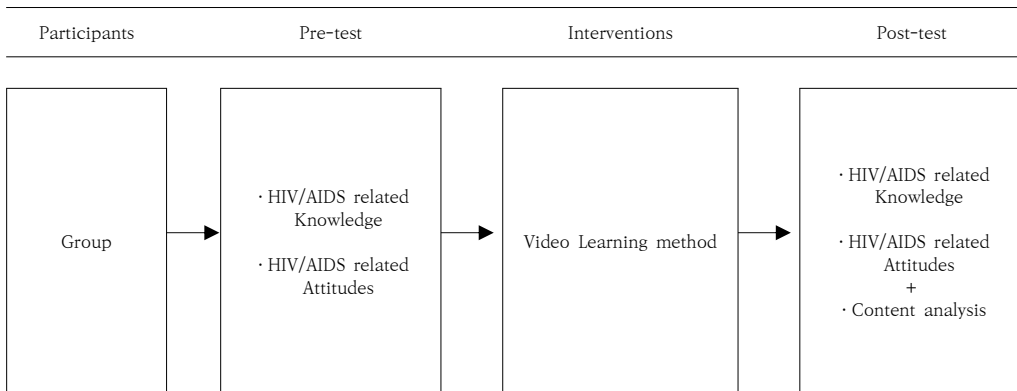 Participants Pre-test Interventions Post-test
Group
· HIV/AIDS related
Knowledge
· HIV/AIDS related
Attitudes
Video Learning method
· HIV/AIDS related
Knowledge
· HIV/AIDS related
Attitudes
+
· Content analysis